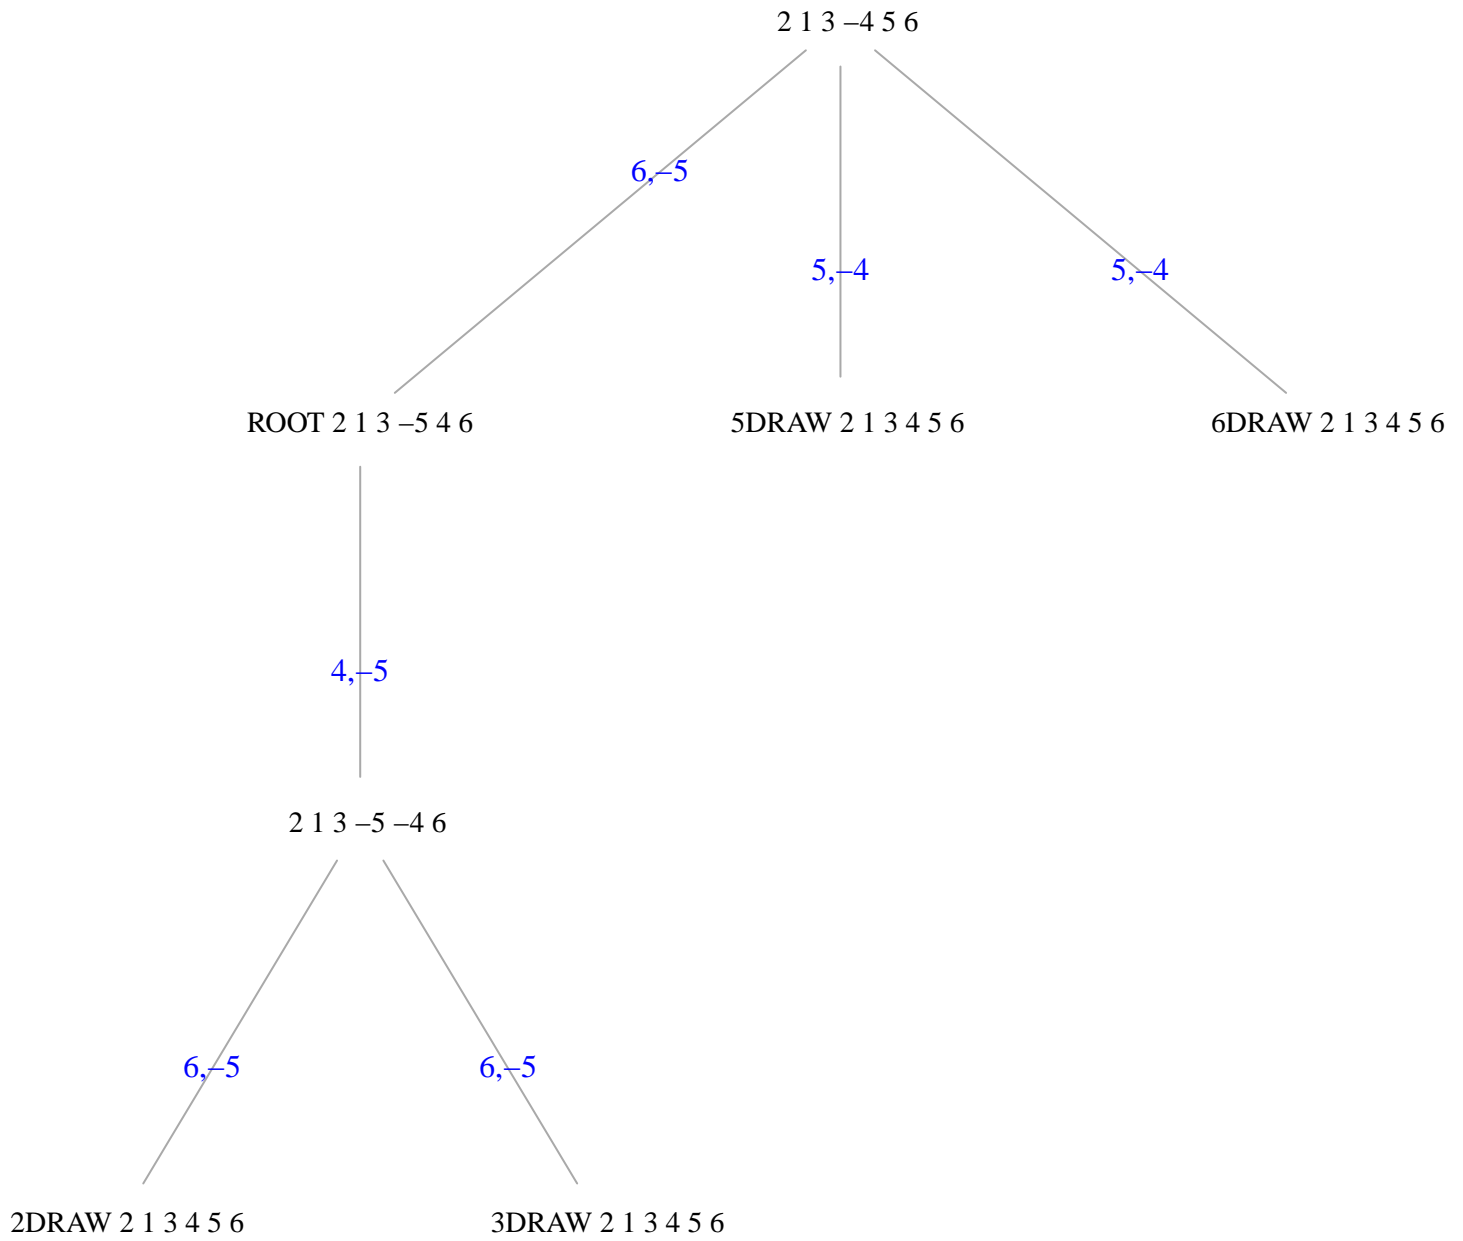 2 1 3 –4 5 6
6,–5
5,–4
5,–4
ROOT 2 1 3 –5 4 6
5DRAW 2 1 3 4 5 6
6DRAW 2 1 3 4 5 6
4,–5
2 1 3 –5 –4 6
6,–5
6,–5
2DRAW 2 1 3 4 5 6
3DRAW 2 1 3 4 5 6